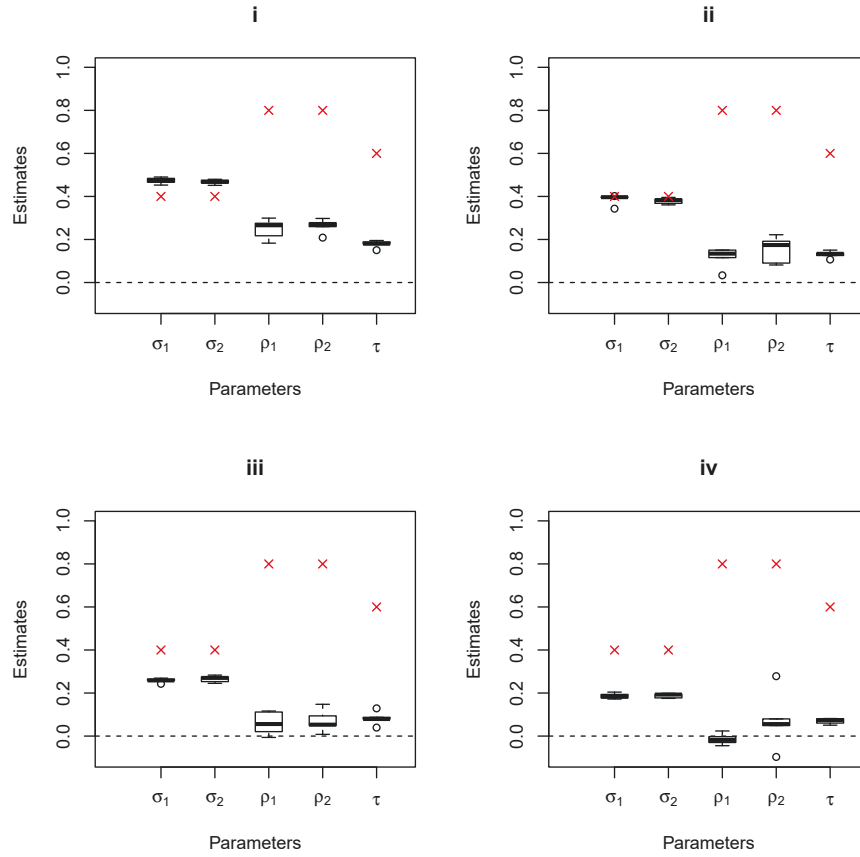 i
Estimates
1.0
0.8
0.6
0.4
0.2
0.0
σ1 σ2 ρ1 ρ2 τ
Parameters
ii
Estimates
1.0
0.8
0.6
0.4
0.2
0.0
σ1 σ2 ρ1 ρ2 τ
Parameters
iii
Estimates
1.0
0.8
0.6
0.4
0.2
0.0
σ1 σ2 ρ1 ρ2 τ
Parameters
iv
Estimates
1.0
0.8
0.6
0.4
0.2
0.0
σ1 σ2 ρ1 ρ2 τ
Parameters